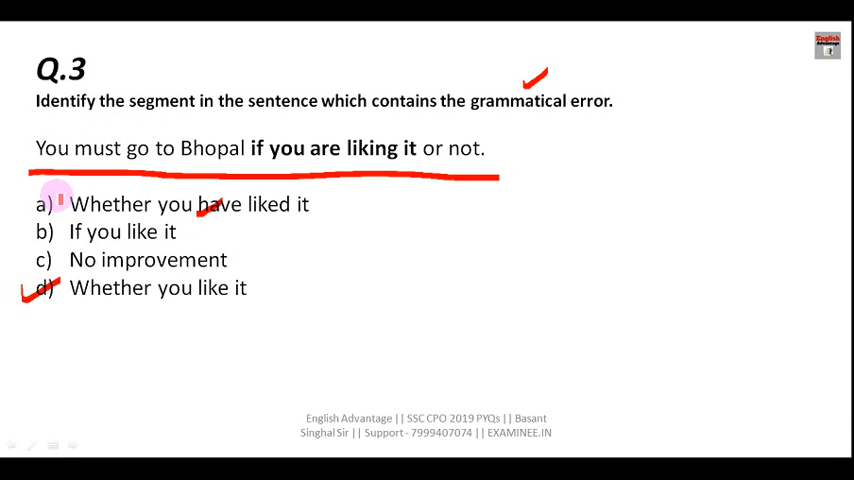 English
Advantage
Q.3
Identify the segment in the sentence which contains the grammatical error.
You must go to Bhopal if you are liking it or not.
a) Whether you have liked it
b) If you like it
c) No improvement
d) Whether you like it
English Advantage || SSC CPO 2019 PYQs || Basant
Singhal Sir || Support - 7999407074 || EXAMINEE.IN